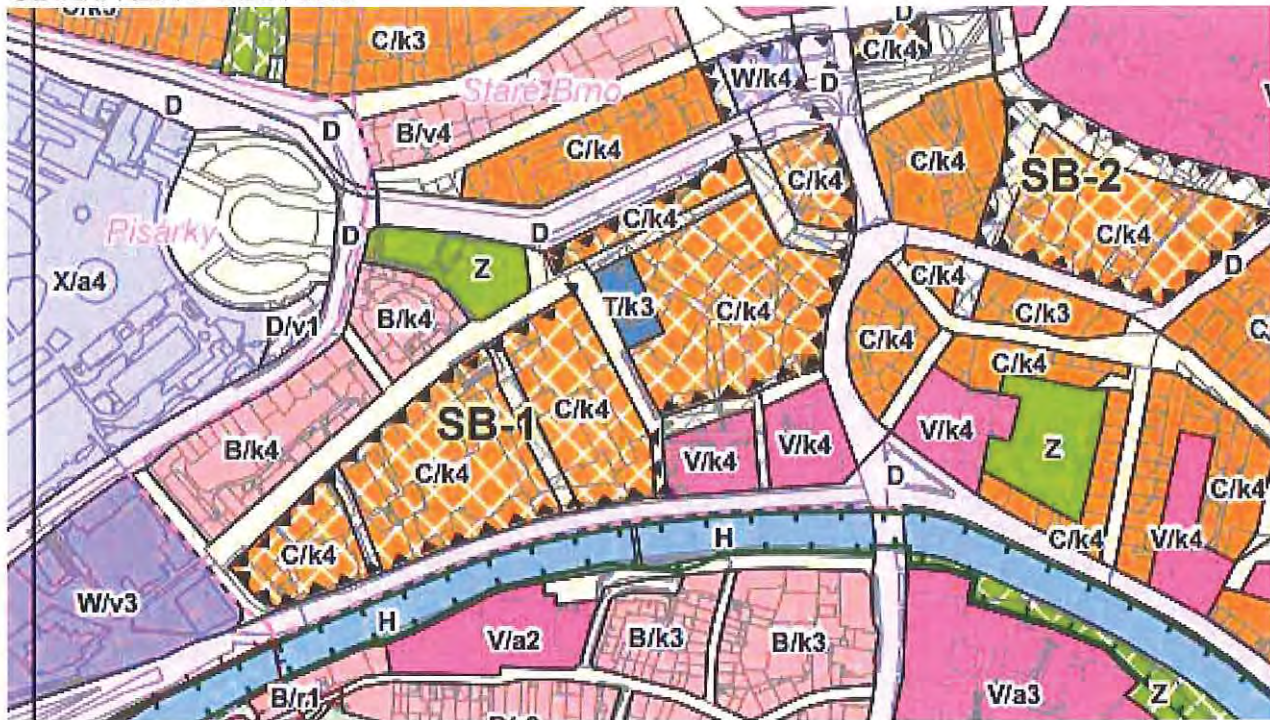 C/k3
D
C/k3
C/k4
D
W/k4
D
Staré Brno
D
B/v4
C/k4
C/k4
SB-2
C/k4
C/k4
C/k4
Pisárky
D
D
Z
X/a4
T/k3
C/k4
C/k4
D
D/v1
B/k4
C/k3
C/k4
C/k4
C/k4
SB-1
B/k4
C/k4
V/k4
V/k4
V/k4
Z
D
C/k4
C/k4
H
C/k4
V/k4
W/v3
H
V/a2
B/k3
B/k3
B/r1
V/a3
Z